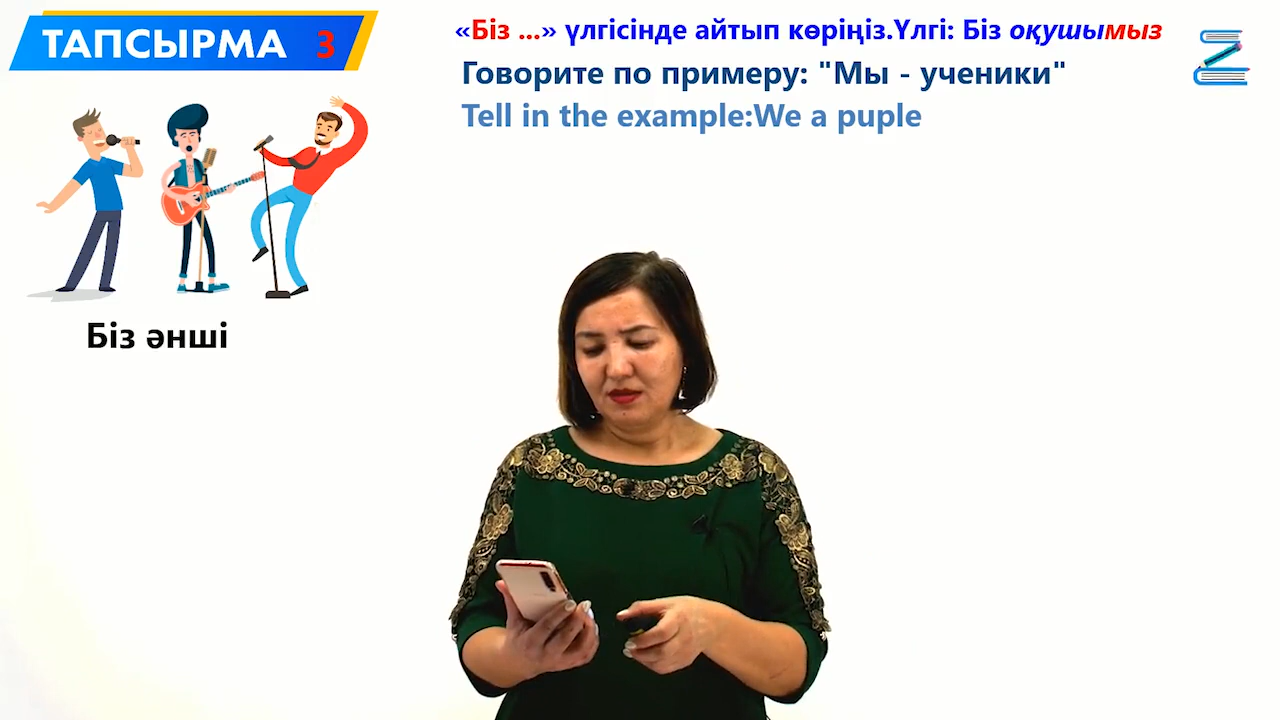 ТАПСЫРМА 3
«Біз ...» үлгісінде айтып көріңіз.Үлгі: Біз оқушымыз
Говорите по примеру: "Мы - ученики"
Tell in the example:We a puple
Біз әнші